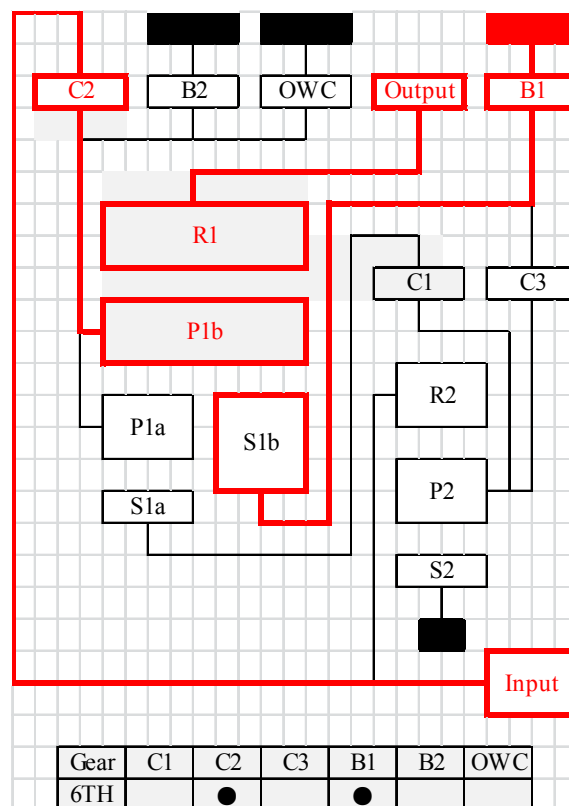 C2 B2 OWC Output B1
R1
C1 C3
P1b
R2
P1a S1b
P2
S1a
S2
Input
Gear C1 C2 C3 B1 B2 OWC
6TH ● ●